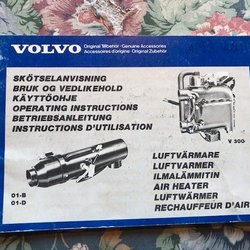 VOLVO
Original Tillbehör · Genuine Accessories
Accessoires d'origine · Original Zubehör
SKÖTSELANVISNING
BRUK OG VEDLIKEHOLD
KÄYTTÖOHJE
OPERATING INSTRUCTIONS
BETRIEBSANLEITUNG
INSTRUCTIONS D'UTILISATION
V 300
01-B
01-D
LUFTVÄRMARE
LUFTVARMER
ILMALÄMMITIN
AIR HEATER
LUFTWÄRMER
RECHAUFFEUR D'AIR